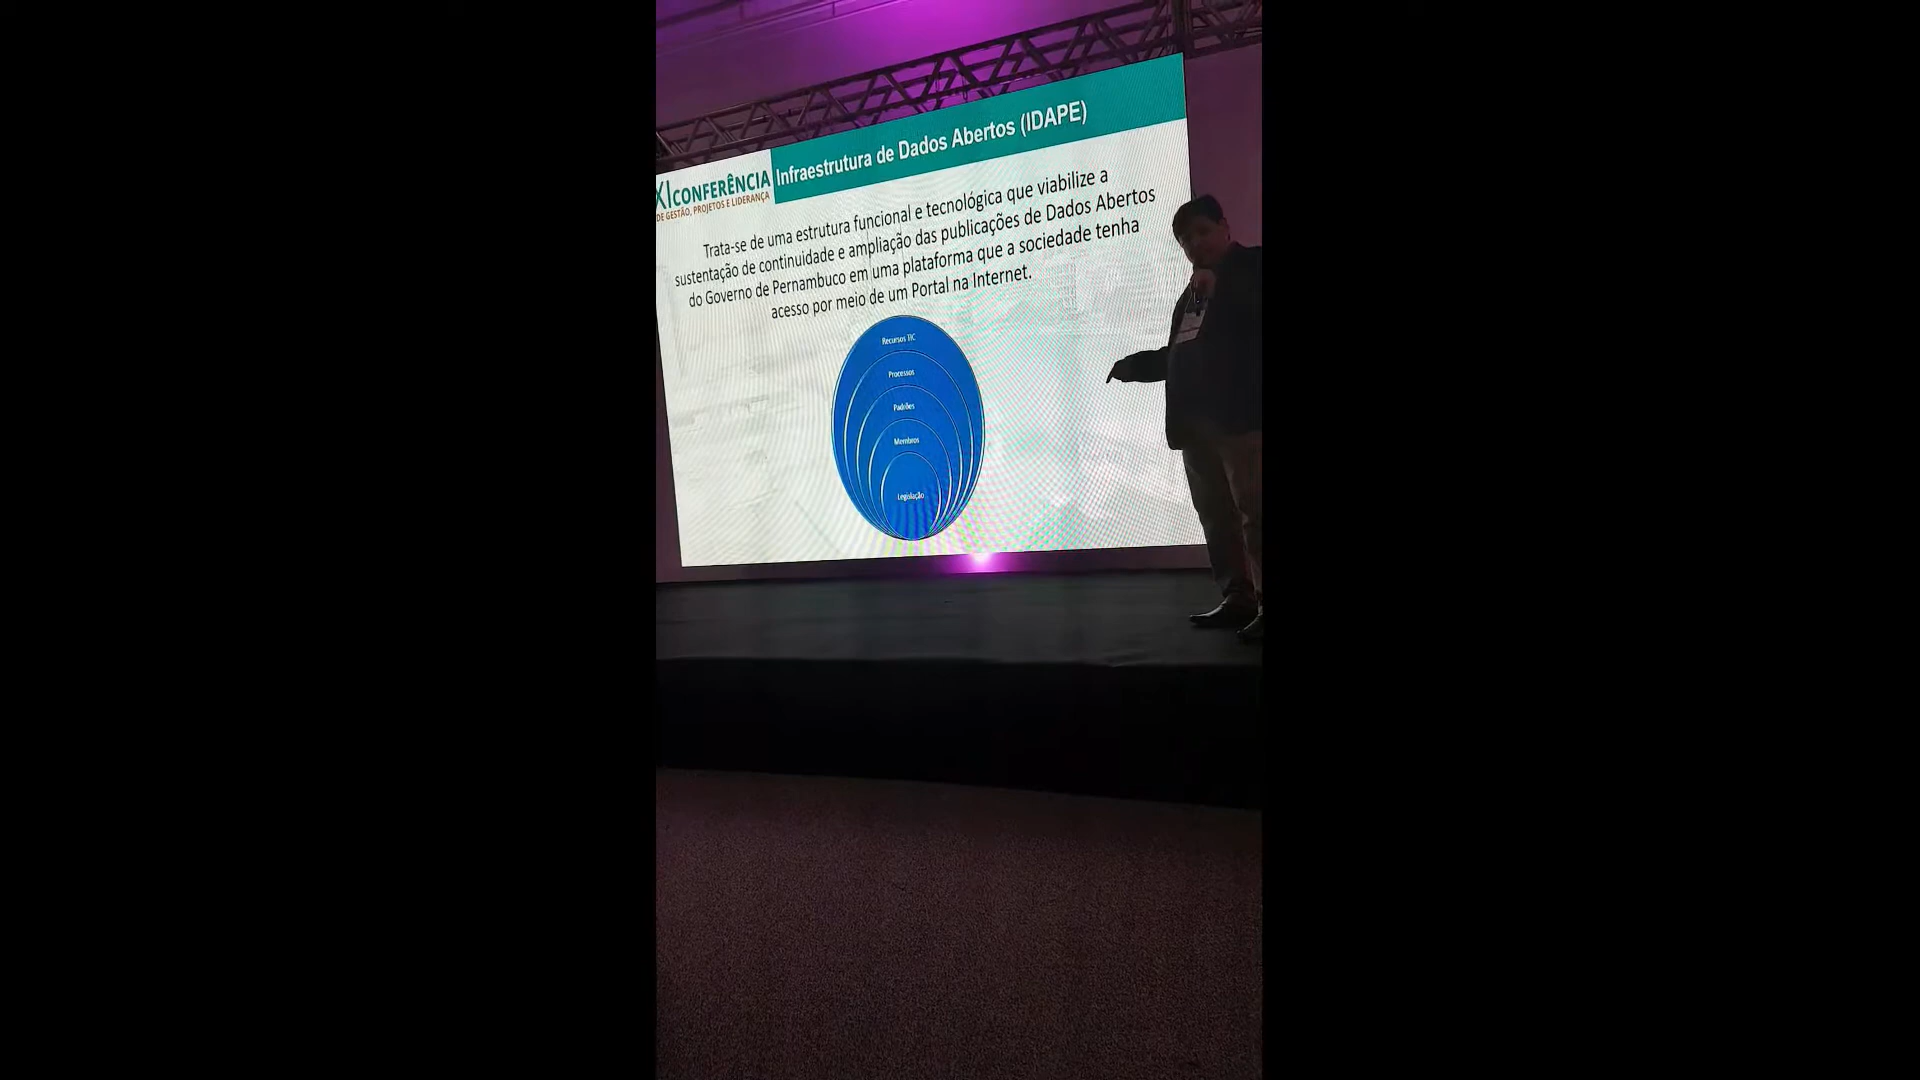 XI CONFERÊNCIA
DE GESTÃO, PROJETOS E LIDERANÇA
Infraestrutura de Dados Abertos (IDAPE)
Trata-se de uma estrutura funcional e tecnológica que viabilize a
sustentação de continuidade e ampliação das publicações de Dados Abertos
do Governo de Pernambuco em uma plataforma que a sociedade tenha
acesso por meio de um Portal na Internet.
Recursos TIC
Processos
Padrões
Membros
Legislação